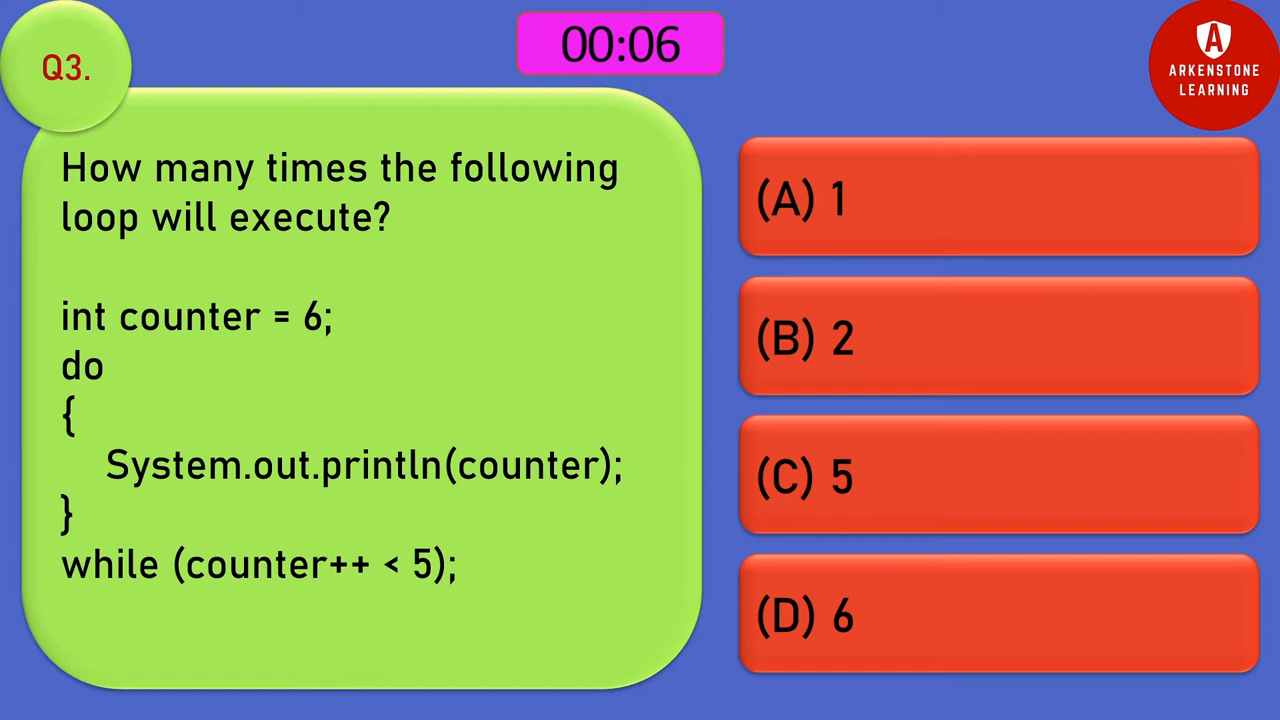 Q3.
00:06
A
ARKENSTONE
LEARNING
How many times the following
loop will execute?
int counter = 6;
do
{
System.out.println(counter);
}
while (counter++ < 5);
(A) 1
(B) 2
(C) 5
(D) 6